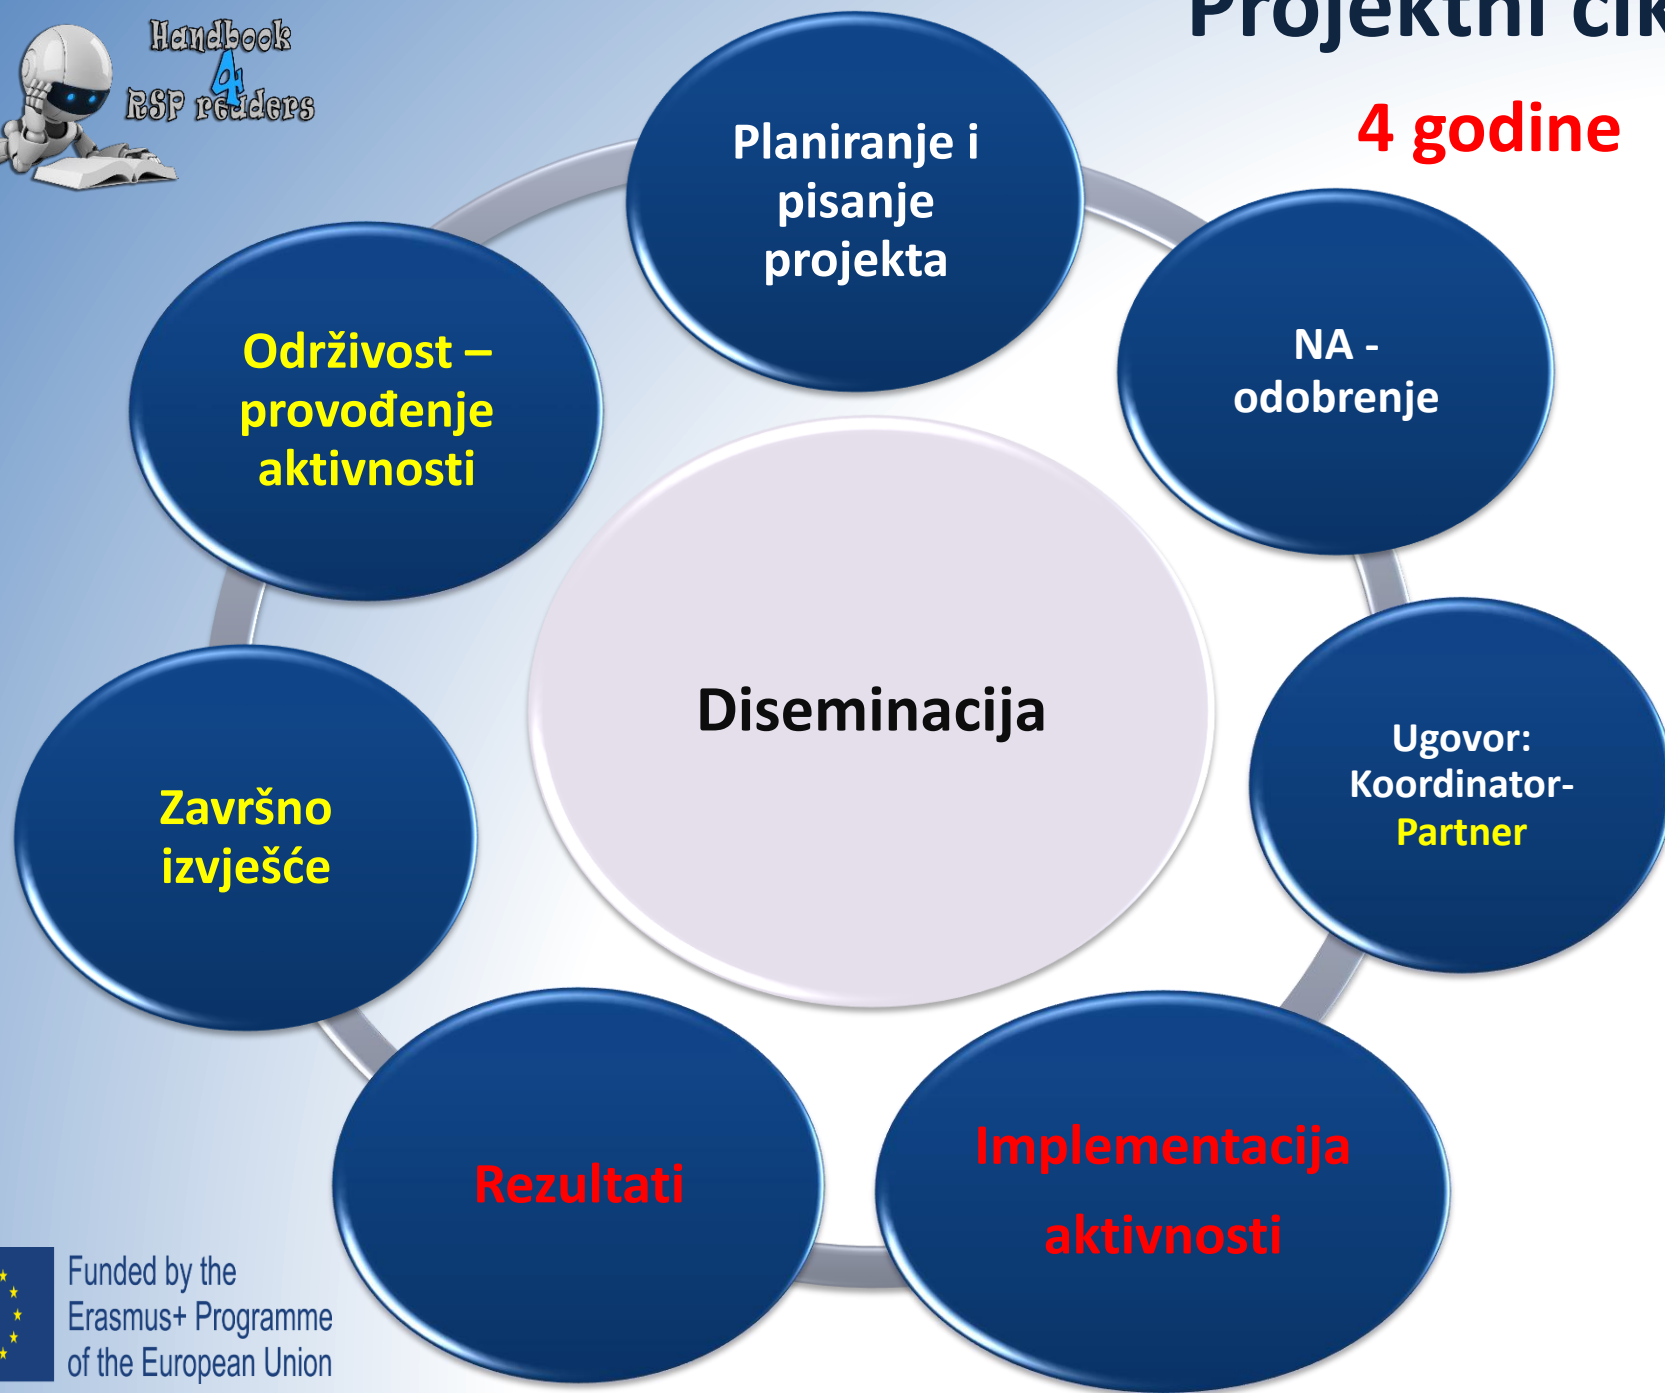 Handbook
4
RSP readers
Projektni
4 godine
Planiranje i
pisanje
projekta
NA -
odobrenje
Ugovor:
Koordinator-
Partner
Implementacija
aktivnosti
Rezultati
Završno
izvješće
Održivost –
provođenje
aktivnosti
Diseminacija
Funded by the
Erasmus+ Programme
of the European Union